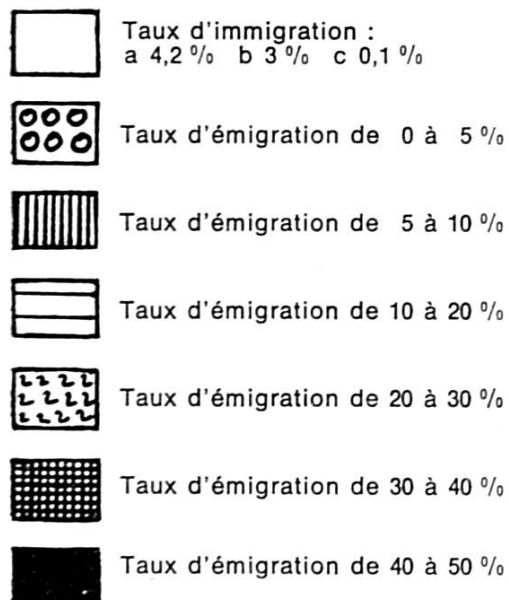 Taux d'immigration :
a 4,2 % b 3 % c 0,1 %
Taux d'émigration de 0 à 5 %
Taux d'émigration de 5 à 10 %
Taux d'émigration de 10 à 20 %
Taux d'émigration de 20 à 30 %
Taux d'émigration de 30 à 40 %
Taux d'émigration de 40 à 50 %